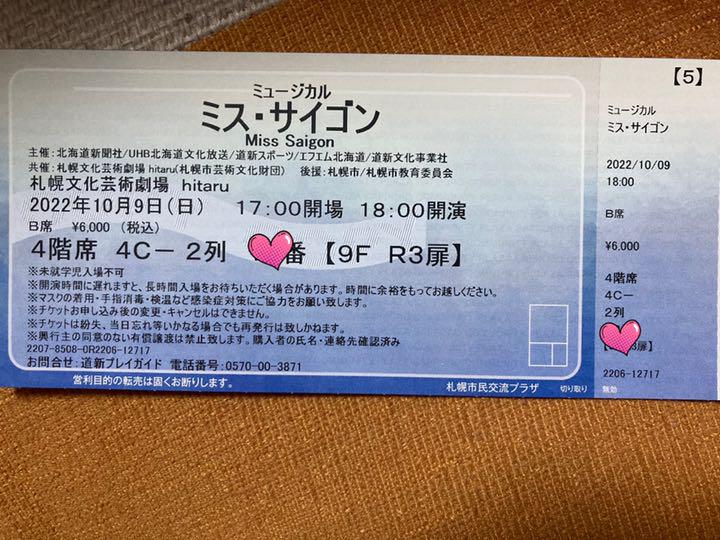 ミュージカル
ミス・サイゴン
Miss Saigon
主催:北海道新聞社/UHB北海道文化放送/道新スポーツ/エフエム北海道/道新文化事業社
共催:札幌文化芸術劇場 hitaru(札幌市芸術文化財団) 後援:札幌市/札幌市教育委員会
札幌文化芸術劇場 hitaru
2022年10月9日(日) 17:00開場 18:00開演
B席 ¥6,000 (税込)
4階席 4C− 2列 番【9F R3扉】
※未就学児入場不可
※開演時間に遅れますと、長時間入場をお待ちいただく場合があります。時間に余裕をもってお越しください。
※マスクの着用・手指消毒・検温など感染症対策にご協力をお願い致します。
※チケットお申し込み後の変更・キャンセルはできません。
※チケットは紛失、当日忘れ等いかなる場合でも再発行は致しかねます。
※興行主の同意のない有償譲渡は禁止致します。購入者の氏名・連絡先確認済み
2207-8508-0R2206-12717
お問合せ:道新プレイガイド 電話番号:0570-00-3871
営利目的の転売は固くお断りします。
札幌市民交流プラザ
切り取り
【5】
ミュージカル
ミス・サイゴン
2022/10/09
18:00
B席
¥6,000
4階席
4C−
2列
3扉】
2206-12717
無効